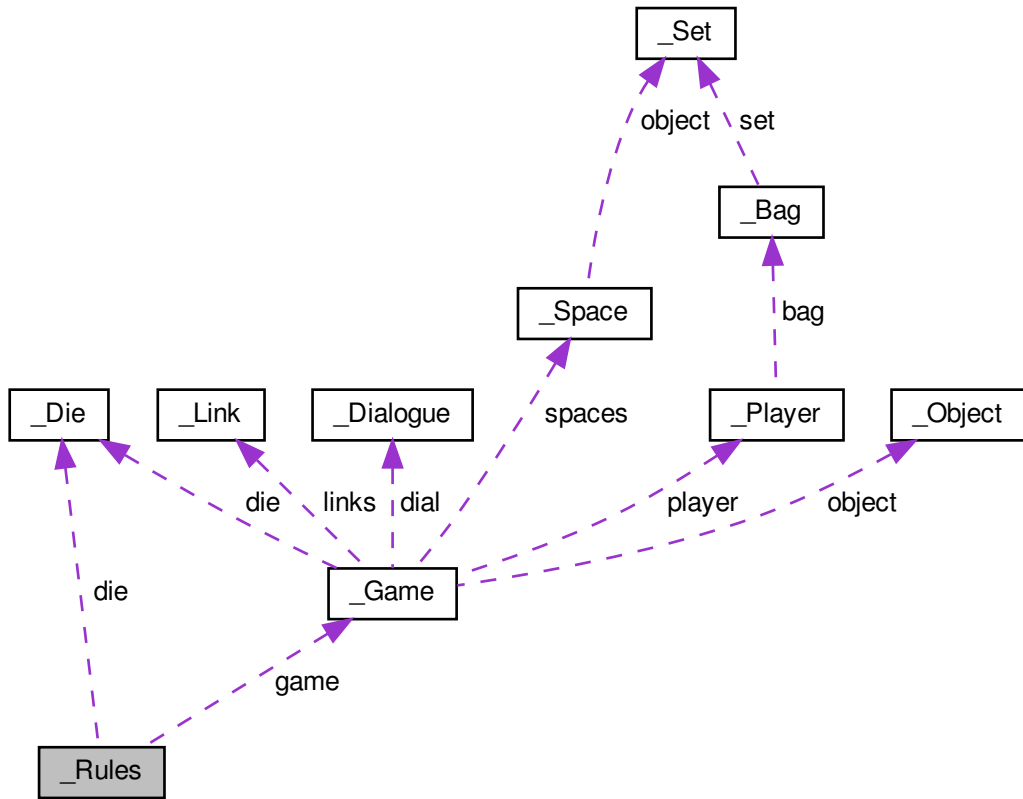 _Set
object
set
_Bag
_Space
bag
_Die
_Link
_Dialogue
spaces
_Player
_Object
die
links
dial
player
object
die
_Game
game
_Rules